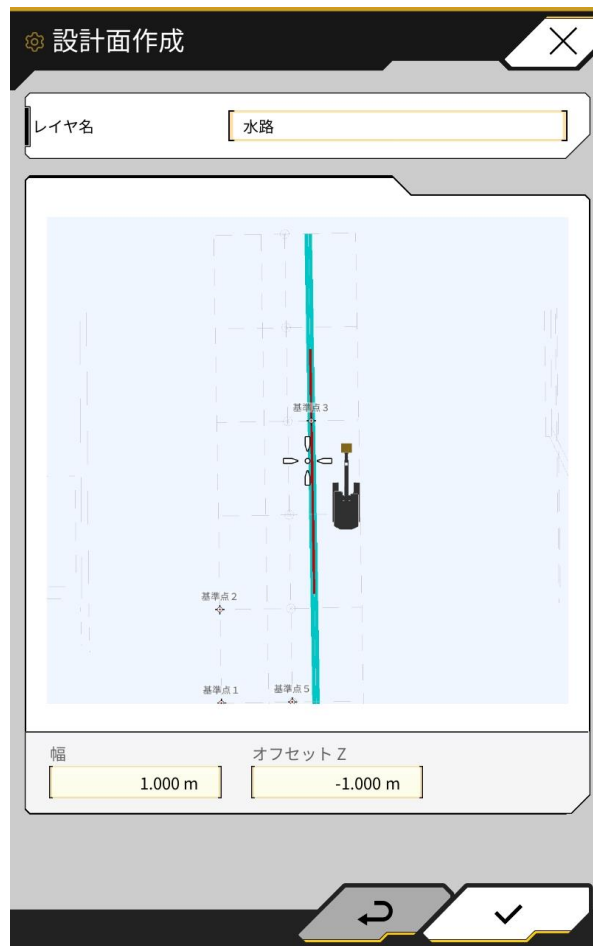 設計面作成
レイヤ名
水路
基準点3
基準点2
基準点1
基準点5
幅
オフセット Z
1.000 m
-1.000 m